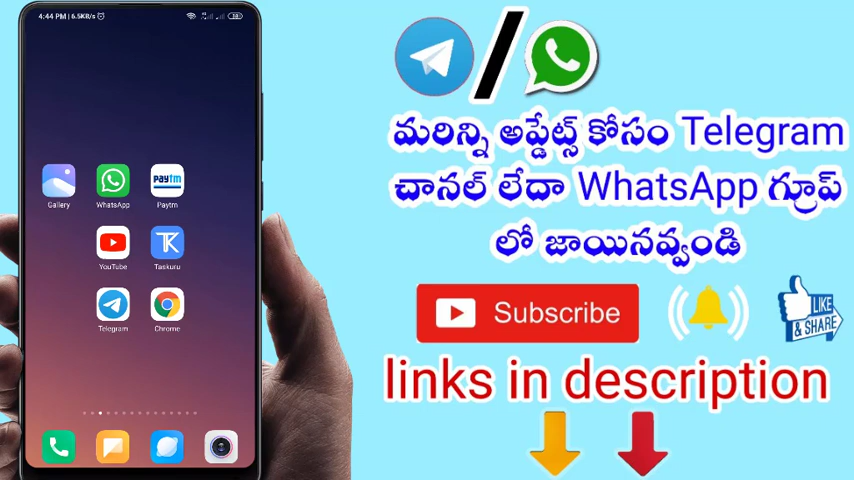 4:44 PM | 6.5KB/s
Gallery
WhatsApp
Paytm
YouTube
Taskuru
Telegram
Chrome
మరిన్ని అప్డేట్స్ కోసం Telegram
చానల్ లేదా WhatsApp గ్రూప్
లో జాయినవ్వండి
Subscribe
LIKE
& SHARE
links in description